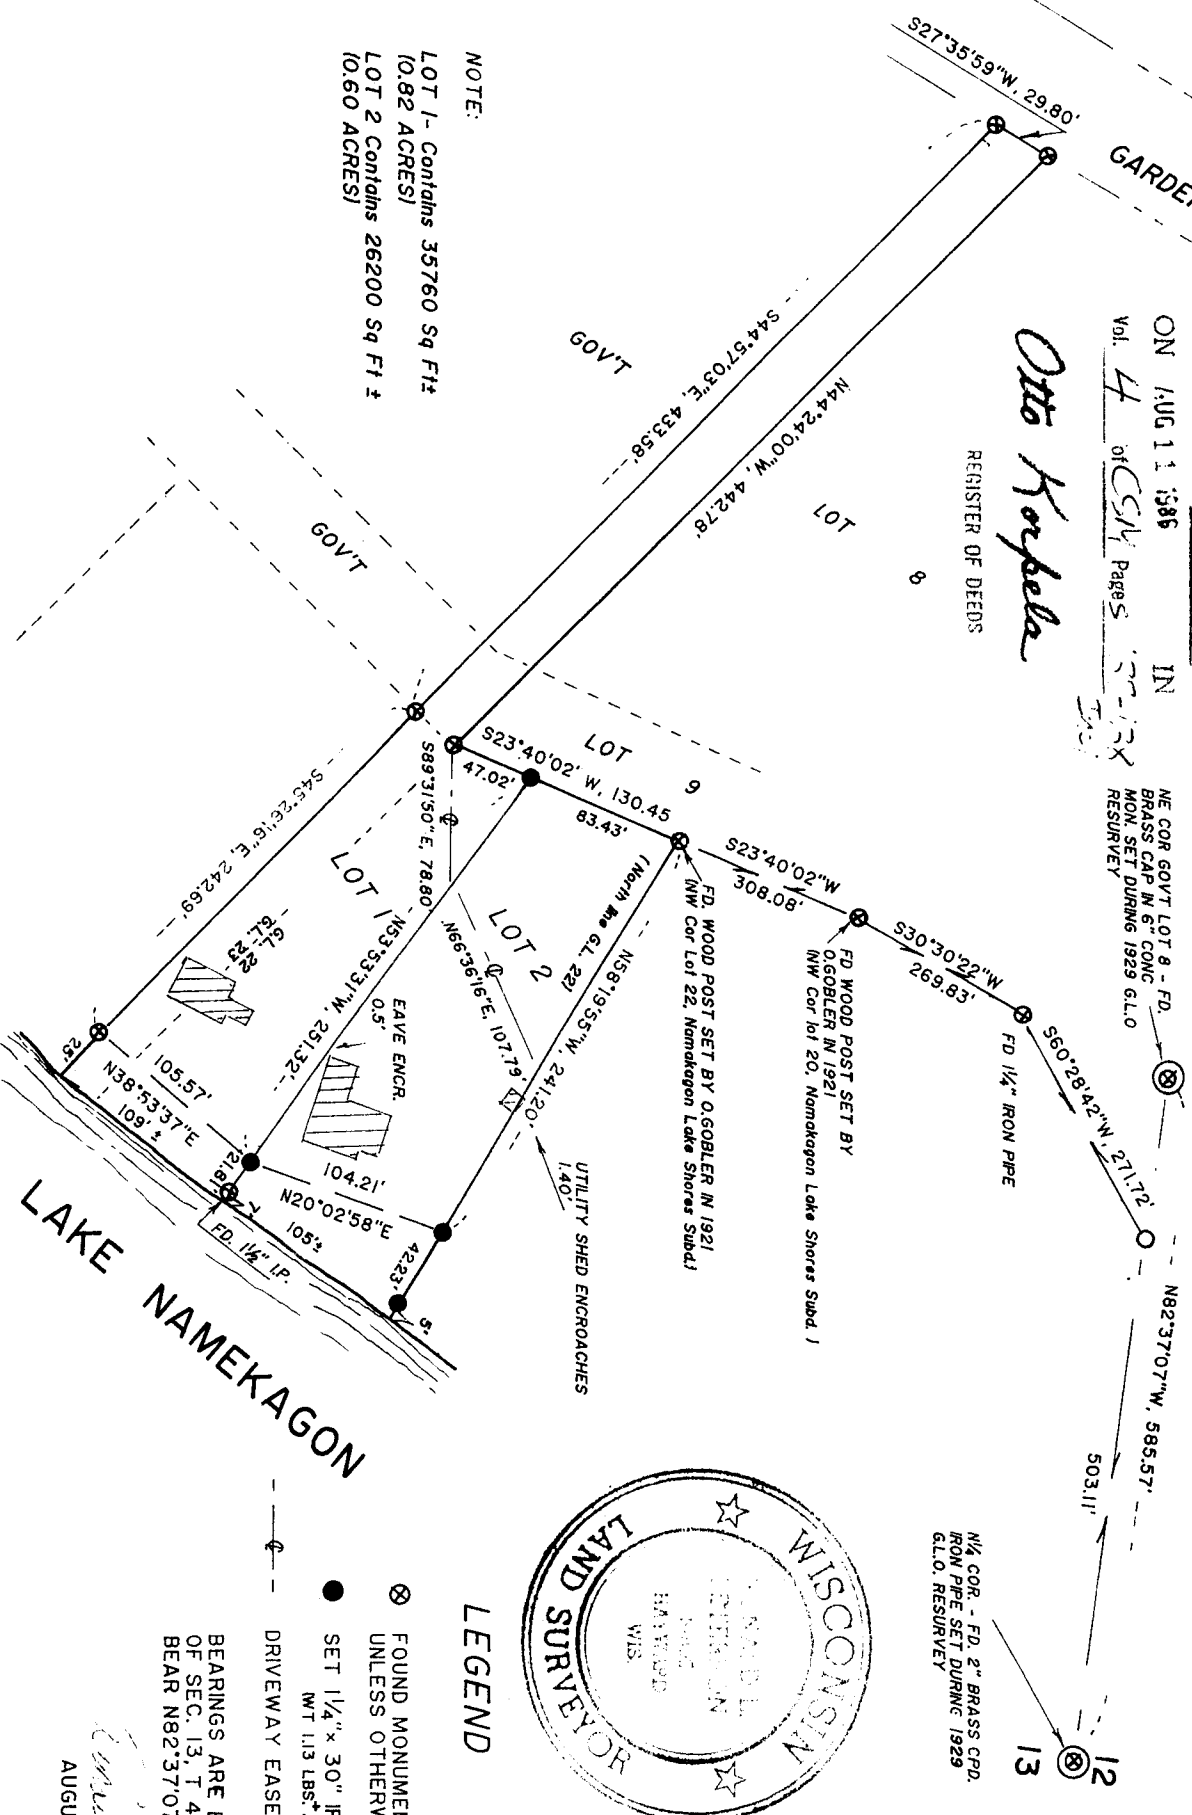 S27°35'59"W, 29.80'
ON AUG 11 1986 IN
Vol. 4 of CSM Pages
Otto Korpela
REGISTER OF DEEDS
NE COR GOVT LOT 8 - FD.
BRASS CAP IN 6" CONC
MON. SET DURING 1929 G.L.O
RESURVEY
N82°37'07"W, 585.57'
503.11'
12
13
N¼ COR. - FD. 2" BRASS CPD.
IRON PIPE SET DURING 1929
G.L.O. RESURVEY
S60°28'42"W, 271.72'
FD 1¼" IRON PIPE
S30°30'22"W
269.83'
FD WOOD POST SET BY
O.GOBLER IN 1921
(NW Cor lot 20, Namakagon Lake Shores Subd.)
S23°40'02"W
308.08'
FD. WOOD POST SET BY O.GOBLER IN 1921
(NW Cor Lot 22, Namakagon Lake Shores Subd.)
LOT
8
N44°24'00"W, 442.78'
S44°57'03"E, 433.58'
GOV'T
GOV'T
LOT
9
S23°40'02' W, 130.45
47.02'
83.43'
(North line G.L. 22)
N58°19'55"W, 241.20'
S89°31'50"E, 78.80'
N66°36'16"E, 107.79'
LOT 2
LOT 1
N53°53'31"W, 251.32'
S45°26'16"E, 242.69'
G.L. 22
G.L. 23
EAVE ENCR.
0.5'
UTILITY SHED ENCROACHES
1.40'
105.57'
N38°53'37"E
109' ±
25'
104.21'
N20°02'58"E
105'±
21.81'
7'
42.23'
5'
FD. 1½" I.P.
LAKE NAMEKAGON
NOTE:
LOT 1- Contains 35760 Sq Ft±
(0.82 ACRES)
LOT 2 Contains 26200 Sq Ft ±
(0.60 ACRES)
WISCONSIN
HAYWARD
WIS.
LAND SURVEYOR
LEGEND
FOUND MONUME
UNLESS OTHERW
SET 1¼" x 30" IF
(WT 1.13 LBS.
DRIVEWAY EASE
BEARINGS ARE
OF SEC. 13, T 4
BEAR N82°37'07
AUGU